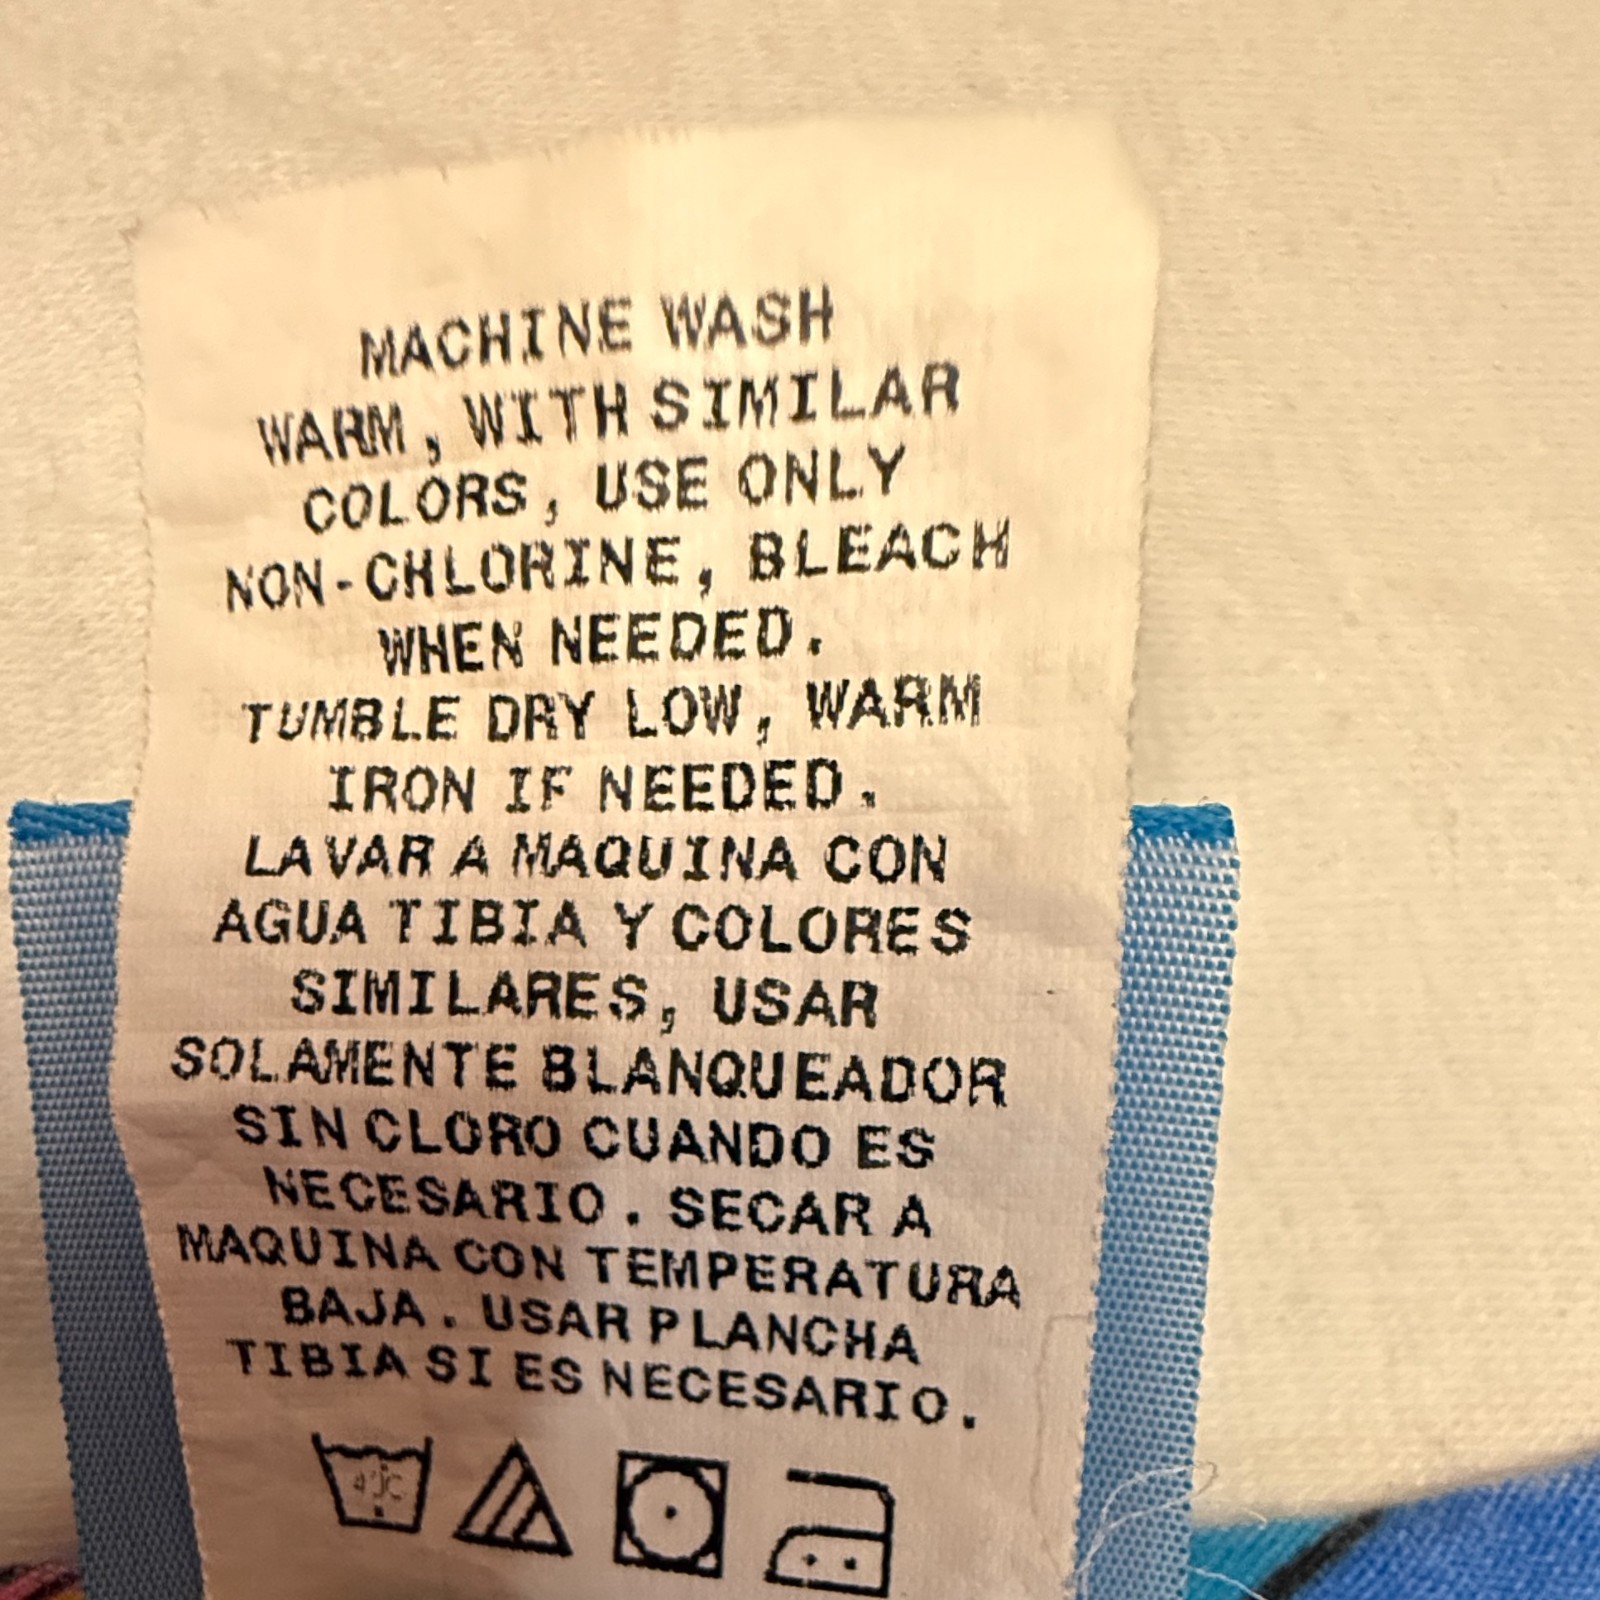 MACHINE WASH
WARM, WITH SIMILAR
COLORS, USE ONLY
NON-CHLORINE, BLEACH
WHEN NEEDED.
TUMBLE DRY LOW, WARM
IRON IF NEEDED.
LAVAR A MAQUINA CON
AGUA TIBIA Y COLORES
SIMILARES, USAR
SOLAMENTE BLANQUEADOR
SIN CLORO CUANDO ES
NECESARIO. SECAR A
MAQUINA CON TEMPERATURA
BAJA. USAR PLANCHA
TIBIA SI ES NECESARIO.